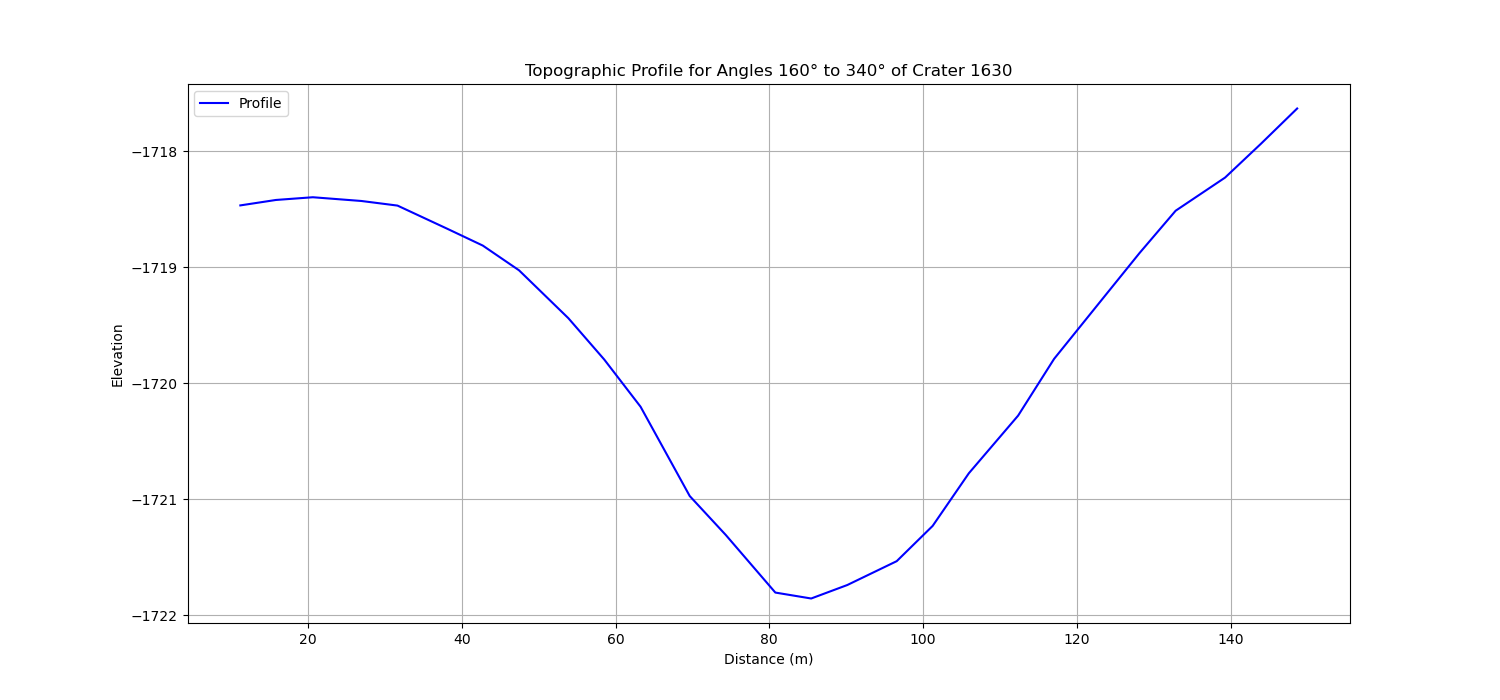 Topographic Profile for Angles 160° to 340° of Crater 1630
Profile
−1718
−1719
−1720
−1721
−1722
Elevation
20 40 60 80 100 120 140
Distance (m)